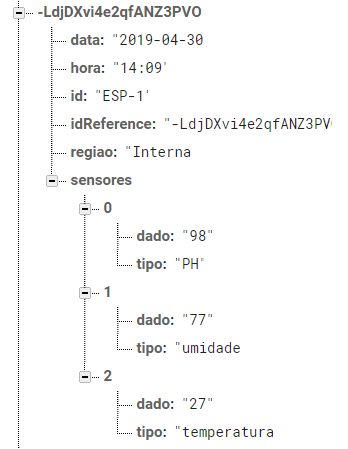 -LdjDXvi4e2qfANZ3PVO
data: "2019-04-30
hora: "14:09'
id: "ESP-1'
idReference: "-LdjDXvi4e2qfANZ3PV
regiao: "Interna
sensores
0
dado: "98"
tipo: "PH"
1
dado: "77"
tipo: "umidade
2
dado: "27"
tipo: "temperatura